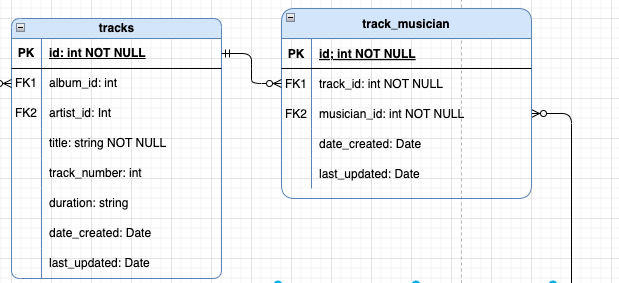 tracks
PK id: int NOT NULL
FK1 album_id: int
FK2 artist_id: Int
title: string NOT NULL
track_number: int
duration: string
date_created: Date
last_updated: Date
track_musician
PK id; int NOT NULL
FK1 track_id: int NOT NULL
FK2 musician_id: int NOT NULL
date_created: Date
last_updated: Date